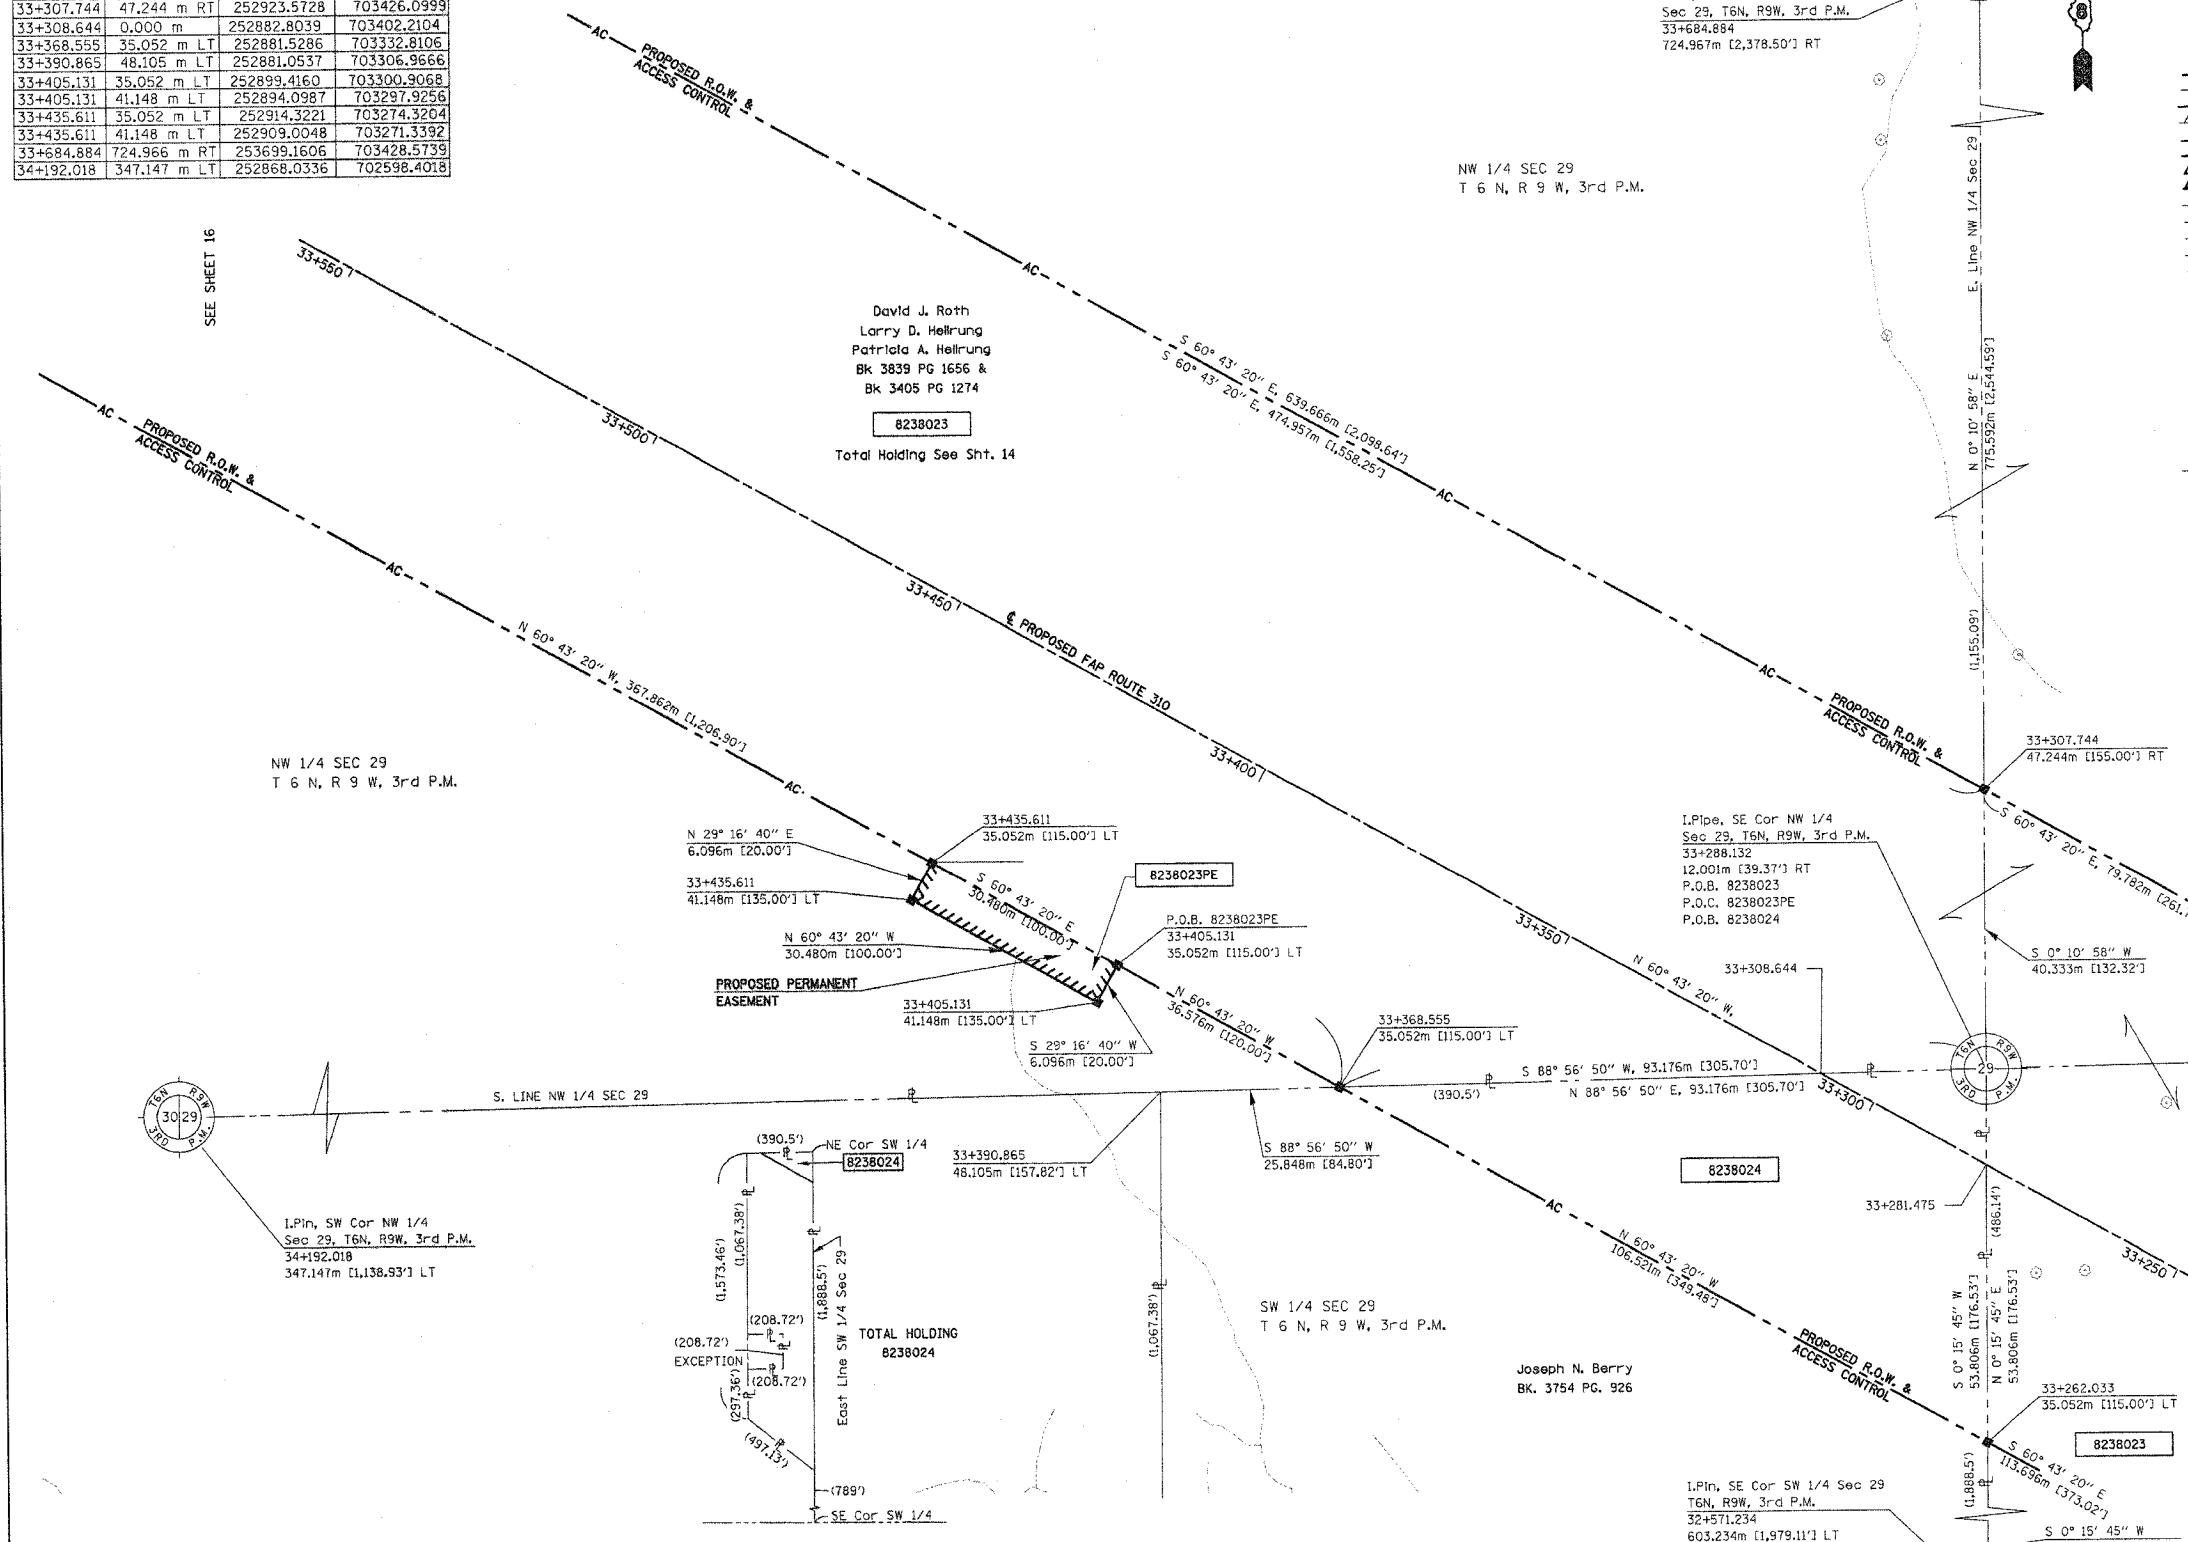 33+307.744 47.244 m RT 252923.5728 703426.0999
33+308.644 0.000 m 252882.8039 703402.2104
33+368.555 35.052 m LT 252881.5286 703332.8106
33+390.865 48.105 m LT 252881.0537 703306.9666
33+405.131 35.052 m LT 252899.4160 703300.9068
33+405.131 41.148 m LT 252894.0987 703297.9256
33+435.611 35.052 m LT 252914.3221 703274.3204
33+435.611 41.148 m LT 252909.0048 703271.3392
33+684.884 724.966 m RT 253699.1606 703428.5739
34+192.018 347.147 m LT 252868.0336 702598.4018
Sec 29, T6N, R9W, 3rd P.M.
33+684.884
724.967m [2,378.50'] RT
AC
PROPOSED R.O.W. &
ACCESS CONTROL
NW 1/4 SEC 29
T 6 N, R 9 W, 3rd P.M.
E. Line NW 1/4 Sec 29
N 0° 10' 58" E
775.592m [2,544.59']
(1,155.09')
SEE SHEET 16
33+550
33+500
33+450
33+400
33+350
33+300
33+250
AC
David J. Roth
Larry D. Hellrung
Patricia A. Hellrung
BK 3839 PG 1656 &
BK 3405 PG 1274
8238023
Total Holding See Sht. 14
S 60° 43' 20" E, 639.666m [2,098.64']
S 60° 43' 20" E, 474.957m [1,558.25']
AC
AC
PROPOSED R.O.W. &
ACCESS CONTROL
33+307.744
47.244m [155.00'] RT
S 60° 43' 20" E, 79.782m
AC
PROPOSED R.O.W. &
ACCESS CONTROL
AC
N 60° 43' 20" W, 367.862m [1,206.90']
AC
℄ PROPOSED FAP ROUTE 310
NW 1/4 SEC 29
T 6 N, R 9 W, 3rd P.M.
N 29° 16' 40" E
6.096m [20.00']
33+435.611
35.052m [115.00'] LT
33+435.611
41.148m [135.00'] LT
S 60° 43' 20" E
30.480m [100.00']
8238023PE
P.O.B. 8238023PE
33+405.131
35.052m [115.00'] LT
N 60° 43' 20" W
30.480m [100.00']
PROPOSED PERMANENT
EASEMENT
33+405.131
41.148m [135.00'] LT
S 29° 16' 40" W
6.096m [20.00']
N 60° 43' 20" W
36.576m [120.00']
33+368.555
35.052m [115.00'] LT
I.Pipe, SE Cor NW 1/4
Sec 29, T6N, R9W, 3rd P.M.
33+288.132
12.001m [39.37'] RT
P.O.B. 8238023
P.O.C. 8238023PE
P.O.B. 8238024
N 60° 43' 20" W,
33+308.644
S 0° 10' 58" W
40.333m [132.32']
T6N R9W
29
3RD P.M.
S 88° 56' 50" W, 93.176m [305.70']
N 88° 56' 50" E, 93.176m [305.70']
(390.5')
S. LINE NW 1/4 SEC 29
T6N R9W
30 29
3RD P.M.
I.Pin, SW Cor NW 1/4
Sec 29, T6N, R9W, 3rd P.M.
34+192.018
347.147m [1,138.93'] LT
(390.5')
NE Cor SW 1/4
8238024
33+390.865
48.105m [157.82'] LT
S 88° 56' 50" W
25.848m [84.80']
8238024
33+281.475
(486.14')
(1,573.46')
(1,067.38')
(1,888.5')
East Line SW 1/4 Sec 29
(208.72')
(208.72')
EXCEPTION
(208.72')
(297.36')
(497.13')
(789')
SE Cor SW 1/4
TOTAL HOLDING
8238024
(1,067.38')
SW 1/4 SEC 29
T 6 N, R 9 W, 3rd P.M.
AC
N 60° 43' 20" W
106.521m [349.48']
Joseph N. Berry
BK. 3754 PG. 926
PROPOSED R.O.W. &
ACCESS CONTROL
S 0° 15' 45" W
53.806m [176.53']
N 0° 15' 45" E
53.806m [176.53']
33+262.033
35.052m [115.00'] LT
8238023
S 60° 43' 20" E
113.696m [373.02']
(1,888.5')
I.Pin, SE Cor SW 1/4 Sec 29
T6N, R9W, 3rd P.M.
32+571.234
603.234m [1,979.11'] LT
S 0° 15' 45" W